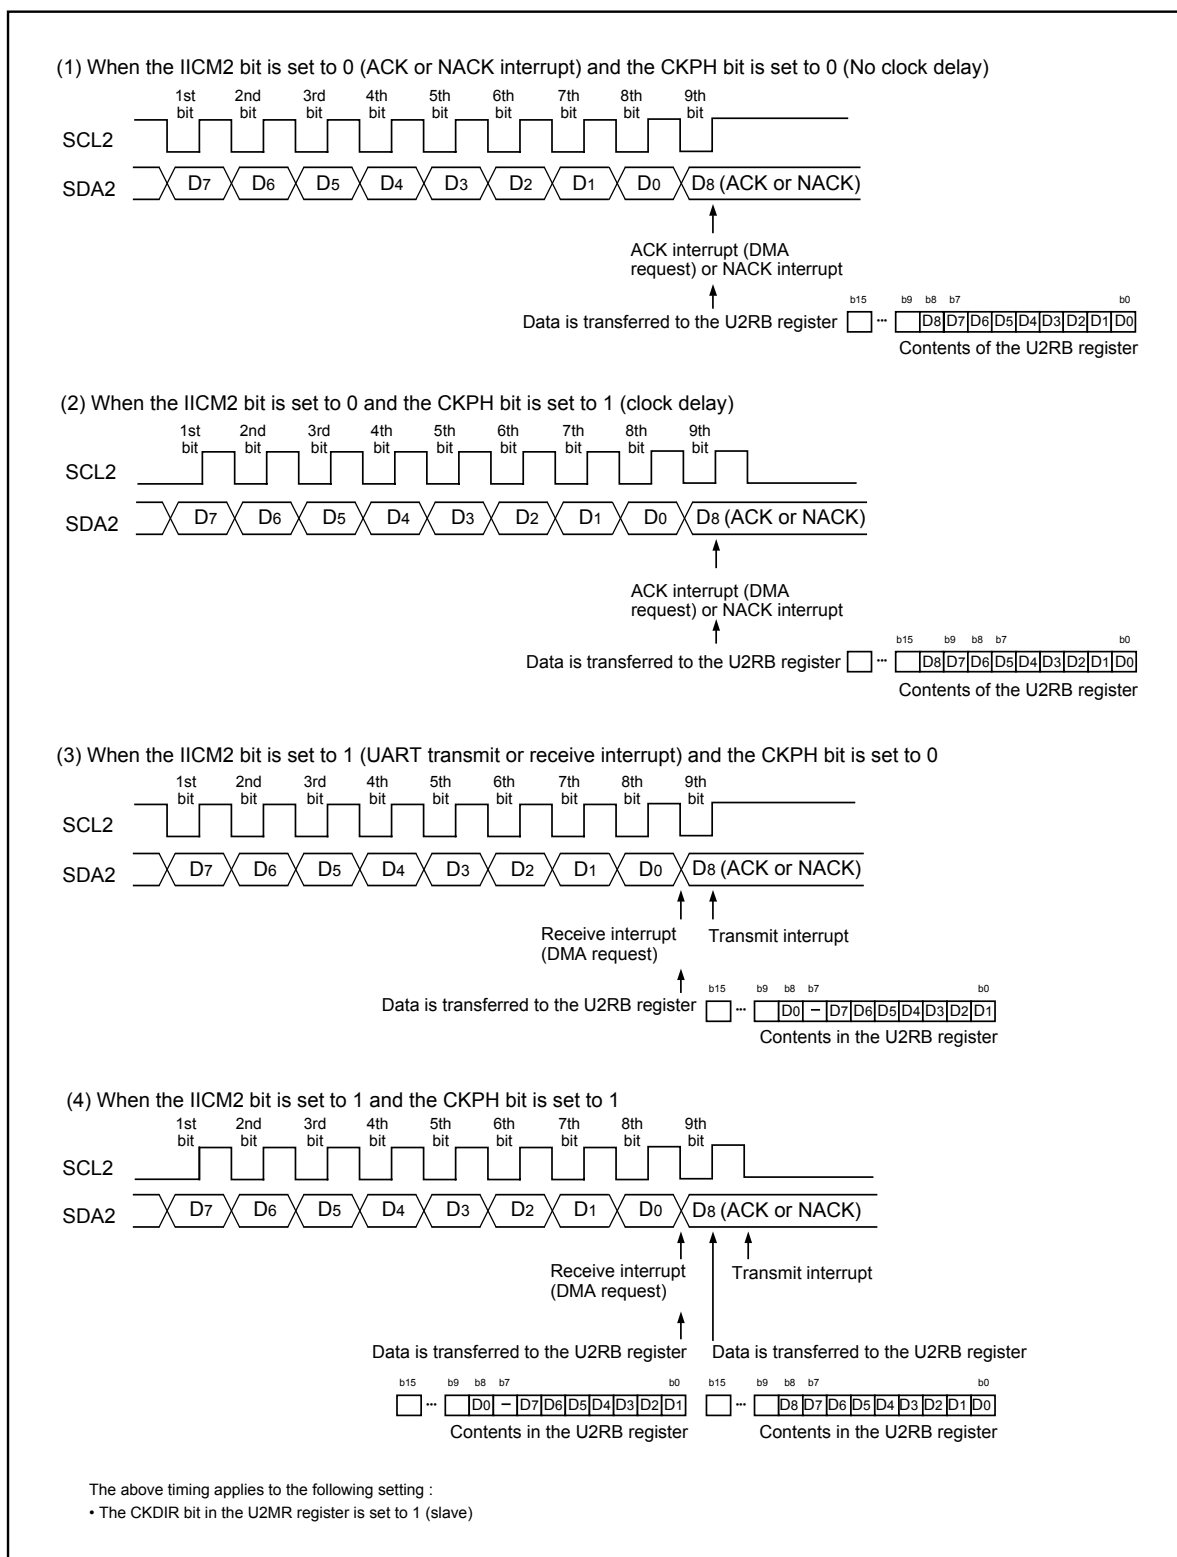 (1) When the IICM2 bit is set to 0 (ACK or NACK interrupt) and the CKPH bit is set to 0 (No clock delay)
1st bit 2nd bit 3rd bit 4th bit 5th bit 6th bit 7th bit 8th bit 9th bit
SCL2
SDA2 D7 D6 D5 D4 D3 D2 D1 D0 D8 (ACK or NACK)
ACK interrupt (DMA
request) or NACK interrupt
b15 b9 b8 b7 b0
Data is transferred to the U2RB register ... D8 D7 D6 D5 D4 D3 D2 D1 D0
Contents of the U2RB register
(2) When the IICM2 bit is set to 0 and the CKPH bit is set to 1 (clock delay)
1st bit 2nd bit 3rd bit 4th bit 5th bit 6th bit 7th bit 8th bit 9th bit
SCL2
SDA2 D7 D6 D5 D4 D3 D2 D1 D0 D8 (ACK or NACK)
ACK interrupt (DMA
request) or NACK interrupt
b15 b9 b8 b7 b0
Data is transferred to the U2RB register ... D8 D7 D6 D5 D4 D3 D2 D1 D0
Contents of the U2RB register
(3) When the IICM2 bit is set to 1 (UART transmit or receive interrupt) and the CKPH bit is set to 0
1st bit 2nd bit 3rd bit 4th bit 5th bit 6th bit 7th bit 8th bit 9th bit
SCL2
SDA2 D7 D6 D5 D4 D3 D2 D1 D0 D8 (ACK or NACK)
Receive interrupt Transmit interrupt
(DMA request)
b15 b9 b8 b7 b0
Data is transferred to the U2RB register ... D0 – D7 D6 D5 D4 D3 D2 D1
Contents in the U2RB register
(4) When the IICM2 bit is set to 1 and the CKPH bit is set to 1
1st bit 2nd bit 3rd bit 4th bit 5th bit 6th bit 7th bit 8th bit 9th bit
SCL2
SDA2 D7 D6 D5 D4 D3 D2 D1 D0 D8 (ACK or NACK)
Receive interrupt Transmit interrupt
(DMA request)
Data is transferred to the U2RB register Data is transferred to the U2RB register
b15 b9 b8 b7 b0 b15 b9 b8 b7 b0
... D0 – D7 D6 D5 D4 D3 D2 D1 ... D8 D7 D6 D5 D4 D3 D2 D1 D0
Contents in the U2RB register Contents in the U2RB register
The above timing applies to the following setting :
• The CKDIR bit in the U2MR register is set to 1 (slave)